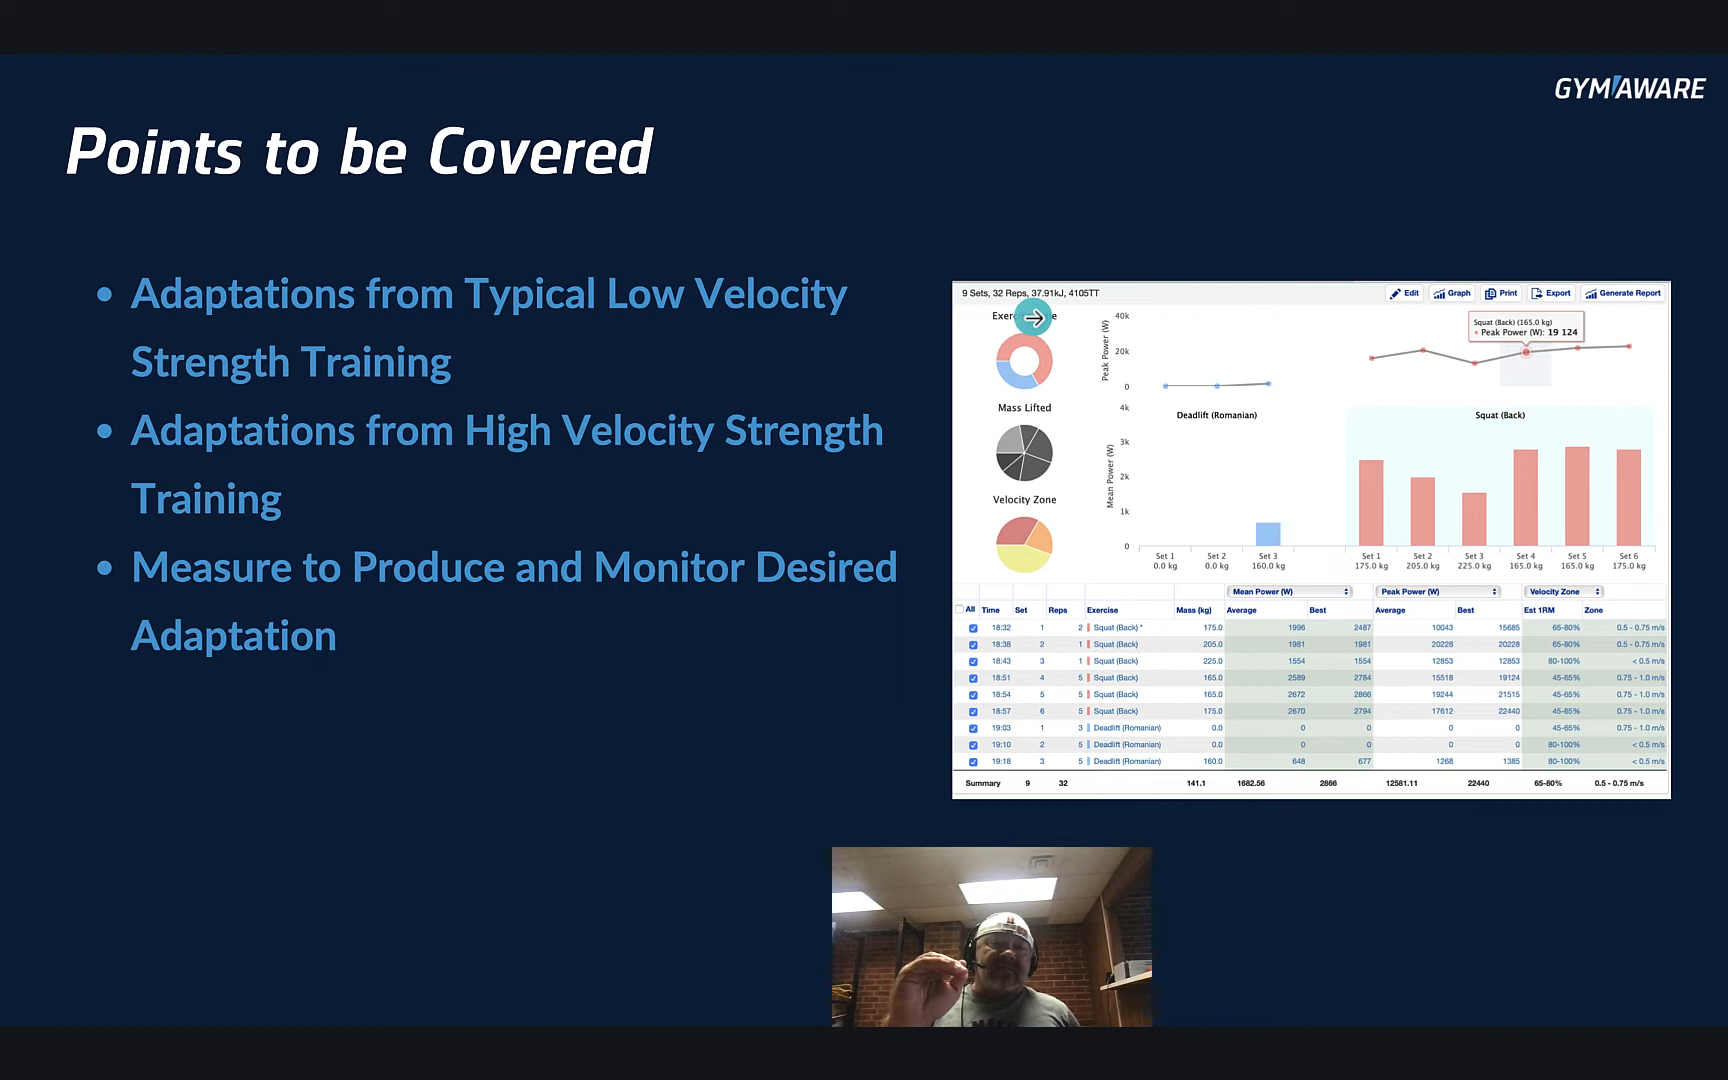 GYMAWARE
Points to be Covered
• Adaptations from Typical Low Velocity
Strength Training
• Adaptations from High Velocity Strength
Training
• Measure to Produce and Monitor Desired
Adaptation
9 Sets, 32 Reps, 37.91kJ, 4105TT
Edit Graph Print Export Generate Report
Mass Lifted
Velocity Zone
Peak Power (W)
40k
20k
0
Squat (Back) (165.0 kg)
Peak Power (W): 19 124
Mean Power (W)
4k
3k
2k
1k
0
Deadlift (Romanian) Squat (Back)
Set 1 Set 2 Set 3 Set 1 Set 2 Set 3 Set 4 Set 5 Set 6
0.0 kg 0.0 kg 160.0 kg 175.0 kg 205.0 kg 225.0 kg 165.0 kg 165.0 kg 175.0 kg
Mean Power (W) Peak Power (W) Velocity Zone
All Time Set Reps Exercise Mass (kg) Average Best Average Best Est 1RM Zone
18:32 1 2 Squat (Back) * 175.0 1996 2487 10043 15685 65-80% 0.5 - 0.75 m/s
18:38 2 1 Squat (Back) 205.0 1981 1981 20228 20228 65-80% 0.5 - 0.75 m/s
18:43 3 1 Squat (Back) 225.0 1554 1554 12853 12853 80-100% < 0.5 m/s
18:51 4 5 Squat (Back) 165.0 2589 2784 15518 19124 45-65% 0.75 - 1.0 m/s
18:54 5 5 Squat (Back) 165.0 2672 2866 19244 21515 45-65% 0.75 - 1.0 m/s
18:57 6 5 Squat (Back) 175.0 2670 2794 17612 22440 45-65% 0.75 - 1.0 m/s
19:03 1 3 Deadlift (Romanian) 0.0 0 0 0 0 45-65% 0.75 - 1.0 m/s
19:10 2 5 Deadlift (Romanian) 0.0 0 0 0 0 80-100% < 0.5 m/s
19:18 3 5 Deadlift (Romanian) 160.0 648 677 1268 1385 80-100% < 0.5 m/s
Summary 9 32 141.1 1682.56 2866 12581.11 22440 65-80% 0.5 - 0.75 m/s